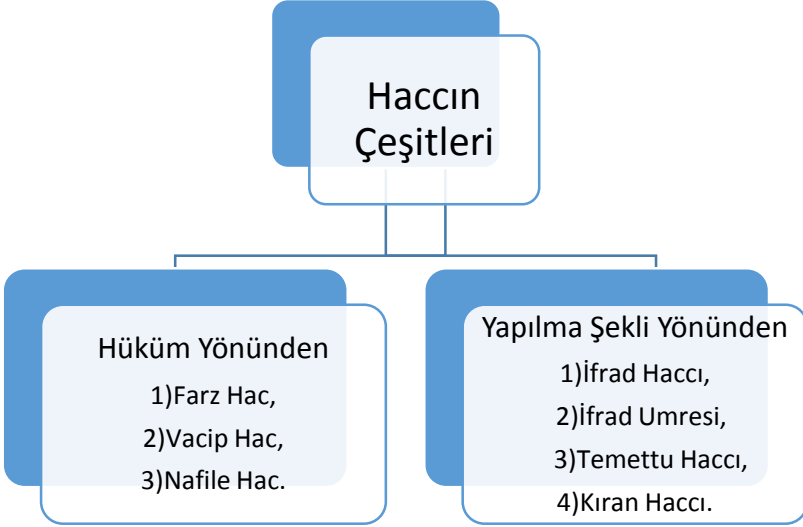 Haccın
Çeşitleri
Hüküm Yönünden
1)Farz Hac,
2)Vacip Hac,
3)Nafile Hac.
Yapılma Şekli Yönünden
1)İfrad Haccı,
2)İfrad Umresi,
3)Temettu Haccı,
4)Kıran Haccı.